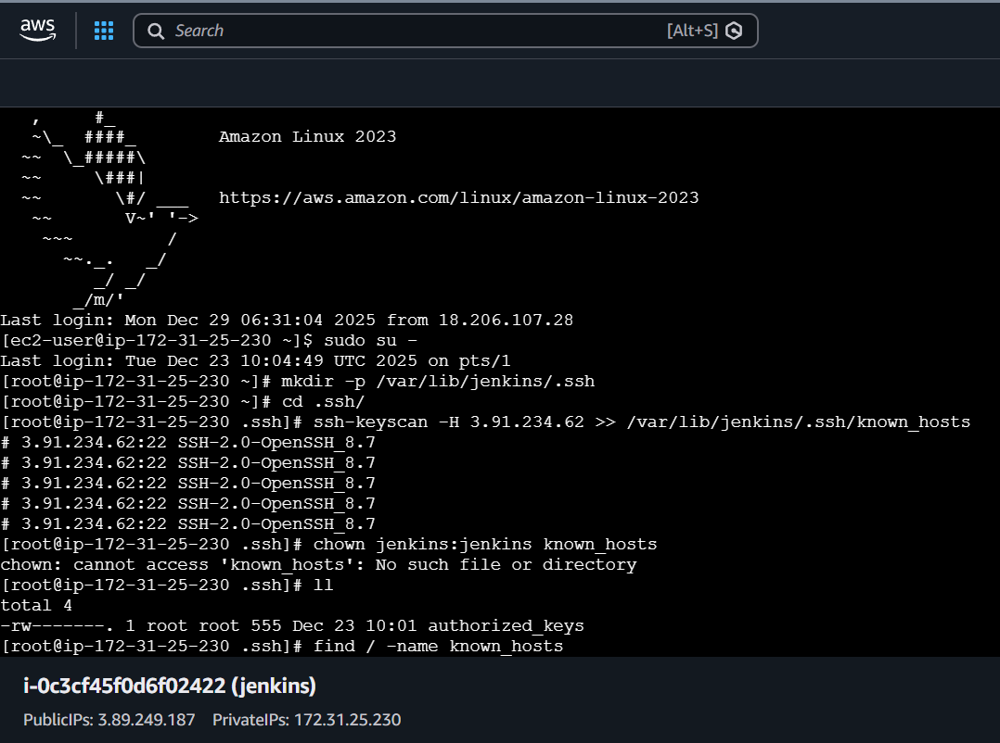 aws
Search [Alt+S]
   ,     #_
   ~\_  ####_        Amazon Linux 2023
  ~~  \_#####\
  ~~     \###|
  ~~       \#/ ___   https://aws.amazon.com/linux/amazon-linux-2023
   ~~       V~' '->
    ~~~         /
      ~~._.   _/
         _/ _/
       _/m/'
Last login: Mon Dec 29 06:31:04 2025 from 18.206.107.28
[ec2-user@ip-172-31-25-230 ~]$ sudo su -
Last login: Tue Dec 23 10:04:49 UTC 2025 on pts/1
[root@ip-172-31-25-230 ~]# mkdir -p /var/lib/jenkins/.ssh
[root@ip-172-31-25-230 ~]# cd .ssh/
[root@ip-172-31-25-230 .ssh]# ssh-keyscan -H 3.91.234.62 >> /var/lib/jenkins/.ssh/known_hosts
# 3.91.234.62:22 SSH-2.0-OpenSSH_8.7
# 3.91.234.62:22 SSH-2.0-OpenSSH_8.7
# 3.91.234.62:22 SSH-2.0-OpenSSH_8.7
# 3.91.234.62:22 SSH-2.0-OpenSSH_8.7
# 3.91.234.62:22 SSH-2.0-OpenSSH_8.7
[root@ip-172-31-25-230 .ssh]# chown jenkins:jenkins known_hosts
chown: cannot access 'known_hosts': No such file or directory
[root@ip-172-31-25-230 .ssh]# ll
total 4
-rw-------. 1 root root 555 Dec 23 10:01 authorized_keys
[root@ip-172-31-25-230 .ssh]# find / -name known_hosts
i-0c3cf45f0d6f02422 (jenkins)
PublicIPs: 3.89.249.187 PrivateIPs: 172.31.25.230